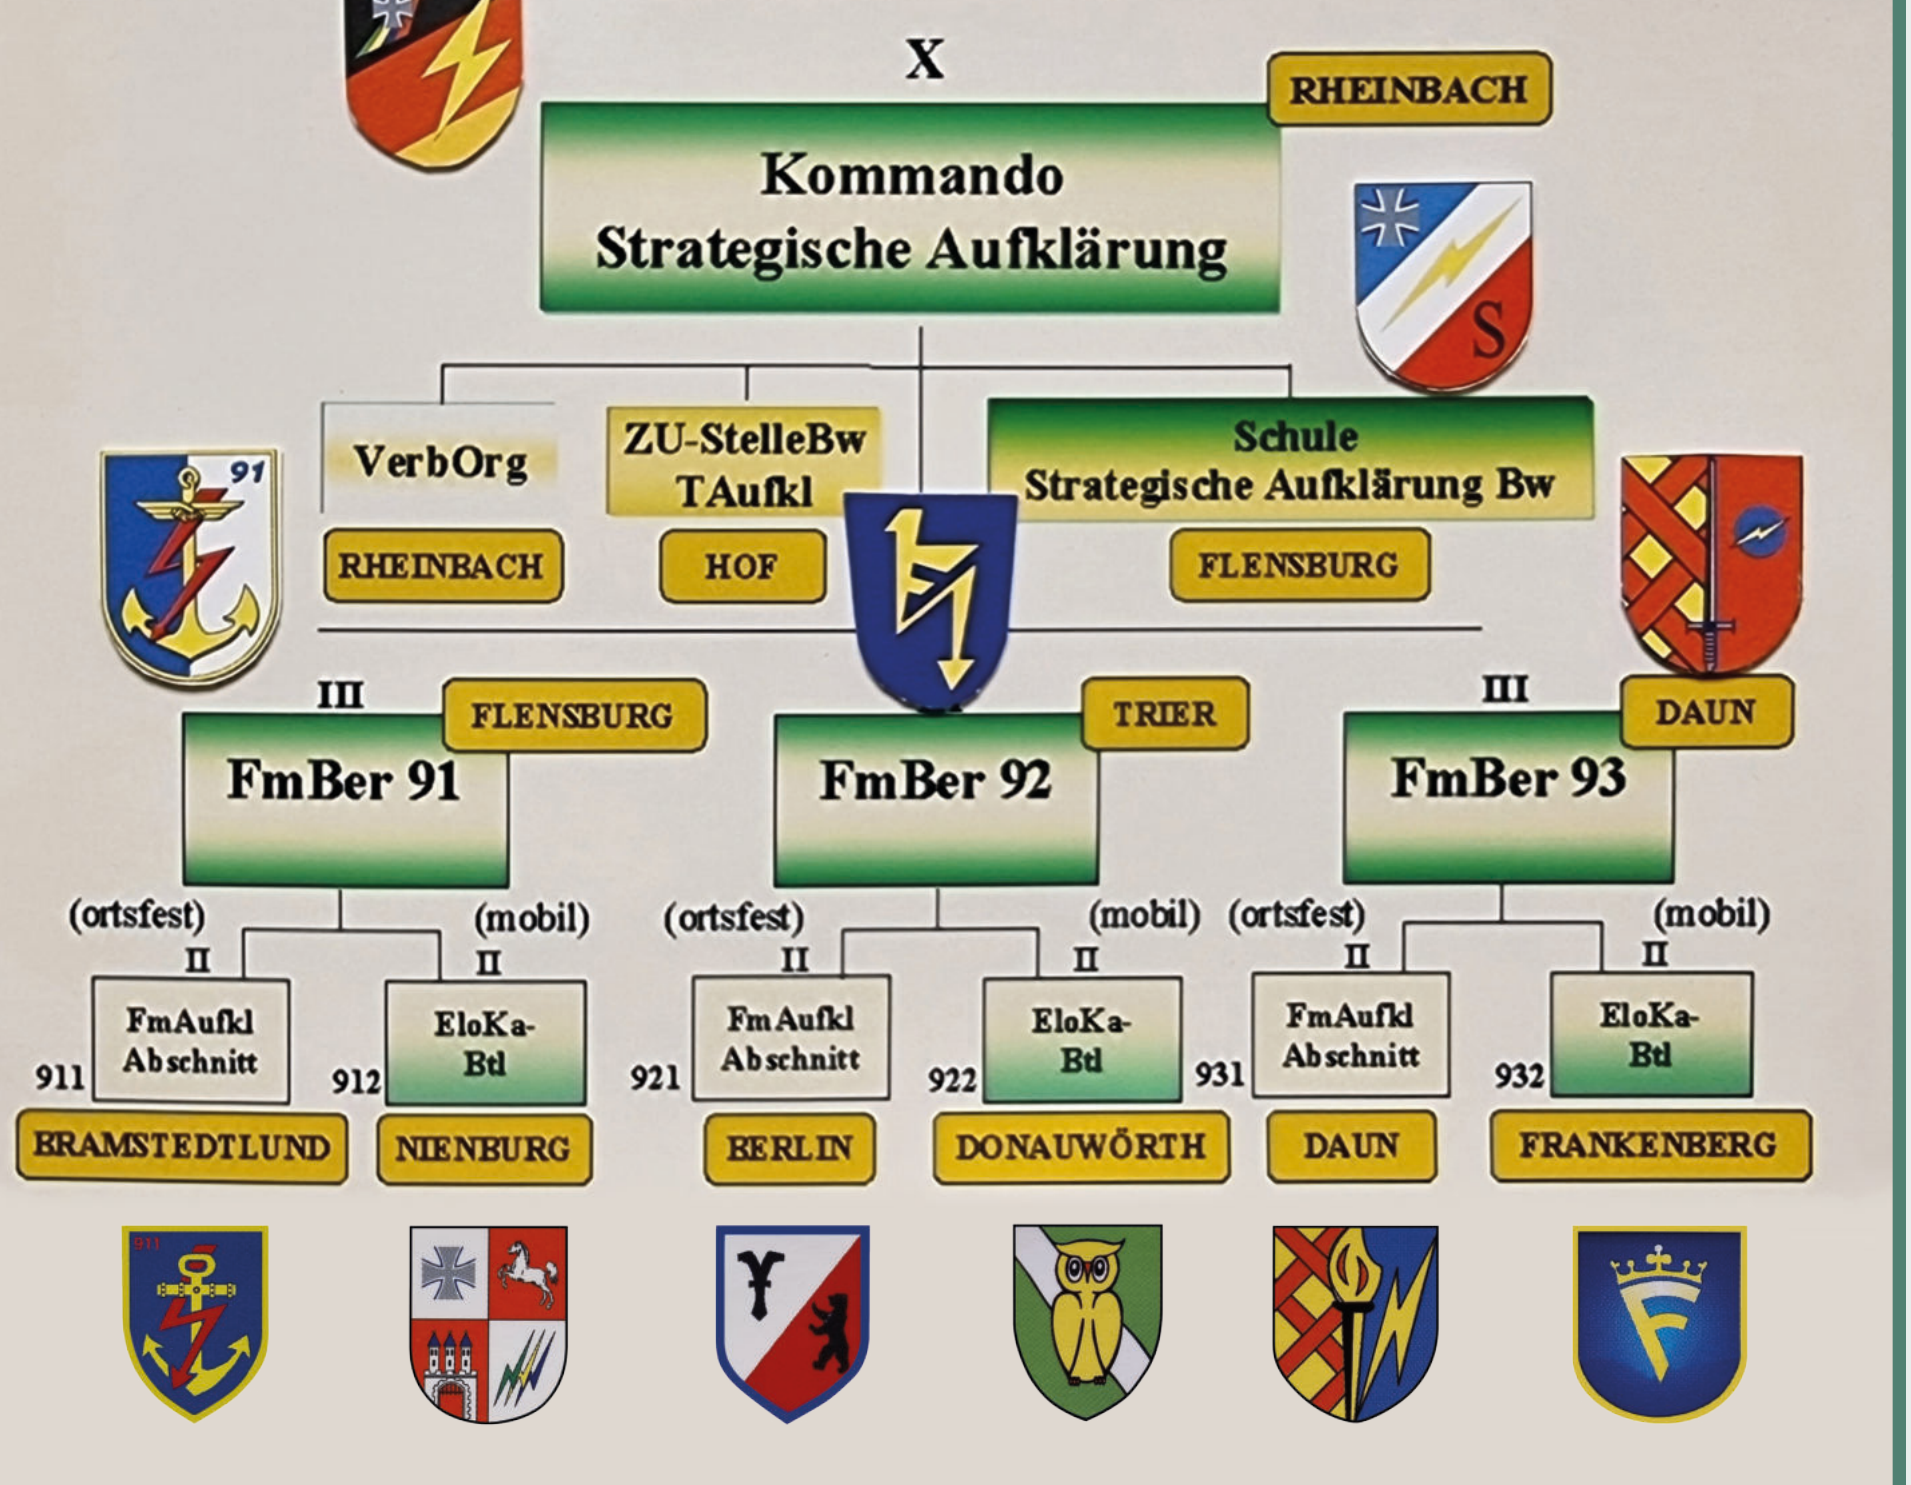 X
RHEINBACH
Kommando
Strategische Aufklärung
S
VerbOrg
ZU-StelleBw
TAufkl
Schule
Strategische Aufklärung Bw
91
RHEINBACH
HOF
FLENSBURG
III
FLENSBURG
FmBer 91
TRIER
FmBer 92
III
DAUN
FmBer 93
(ortsfest)
(mobil)
(ortsfest)
(mobil)
(ortsfest)
(mobil)
II
II
II
II
II
II
911
FmAufkl
Abschnitt
912
EloKa-
Btl
921
FmAufkl
Abschnitt
922
EloKa-
Btl
931
FmAufkl
Abschnitt
932
EloKa-
Btl
BRAMSTEDTLUND
NIENBURG
BERLIN
DONAUWÖRTH
DAUN
FRANKENBERG
911
F